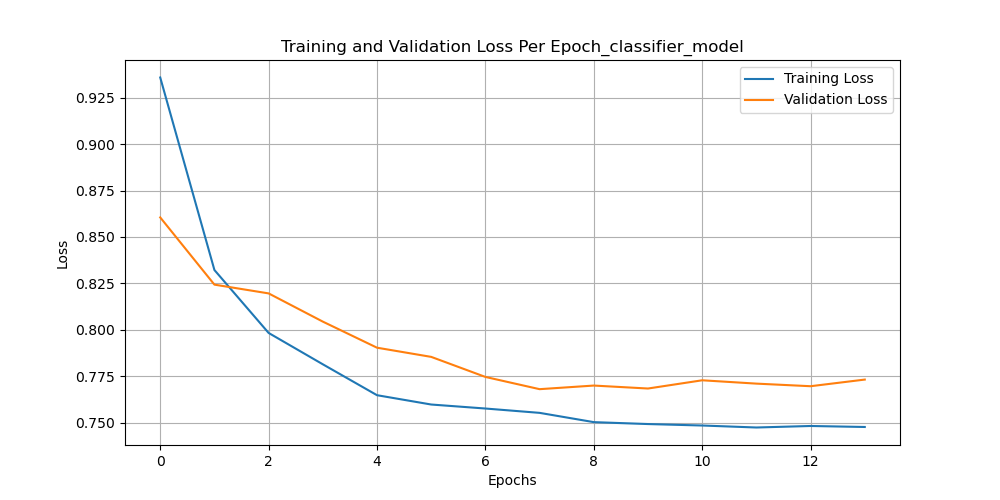 Training and Validation Loss Per Epoch_classifier_model
Training Loss
Validation Loss
0.925
0.900
0.875
0.850
0.825
0.800
0.775
0.750
Loss
0 2 4 6 8 10 12
Epochs